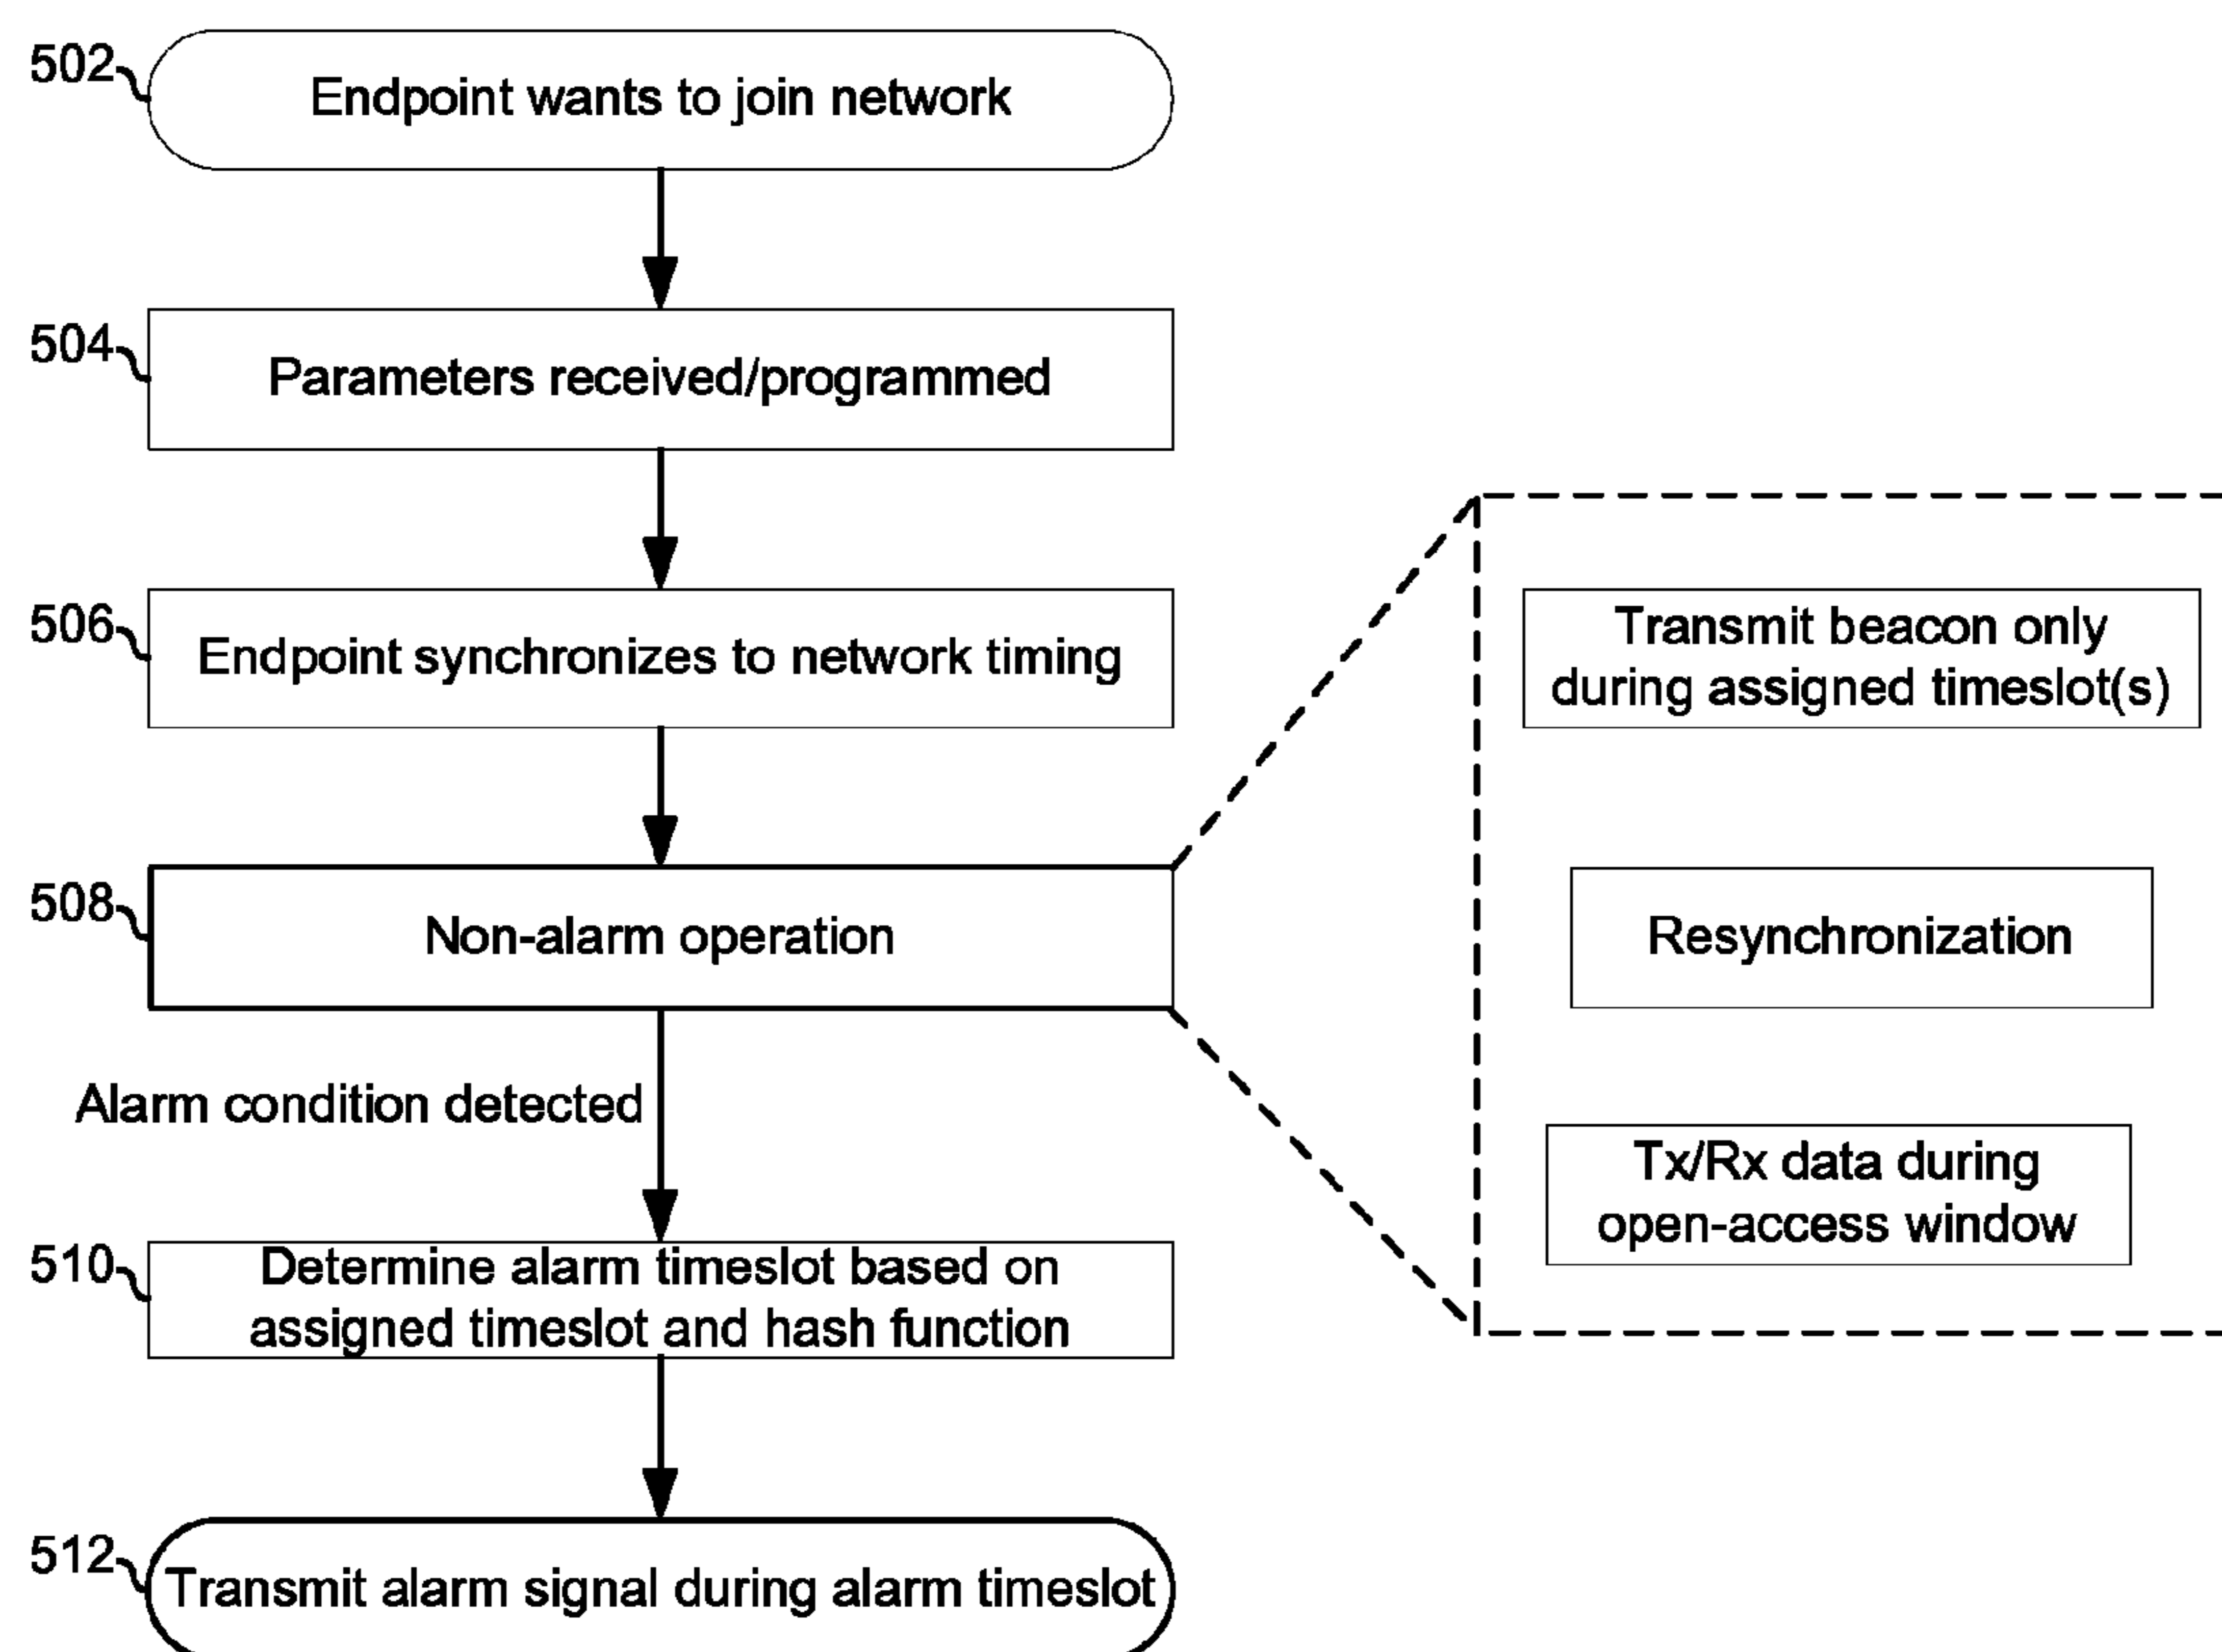 502
Endpoint wants to join network
504
Parameters received/programmed
506
Endpoint synchronizes to network timing
508
Non-alarm operation
Transmit beacon only
during assigned timeslot(s)
Resynchronization
Tx/Rx data during
open-access window
Alarm condition detected
510
Determine alarm timeslot based on
assigned timeslot and hash function
512
Transmit alarm signal during alarm timeslot